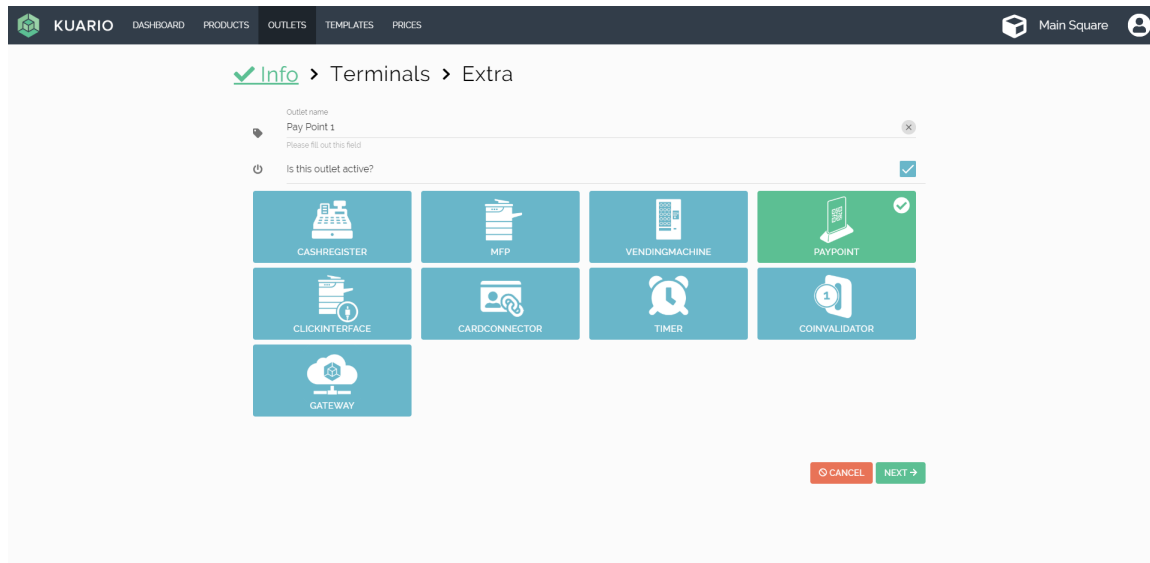 KUARIO DASHBOARD PRODUCTS OUTLETS TEMPLATES PRICES Main Square
Info > Terminals > Extra
Outlet name
Pay Point 1
Please fill out this field
Is this outlet active?
CASHREGISTER MFP VENDINGMACHINE PAYPOINT
1
CLICKINTERFACE CARDCONNECTOR TIMER COINVALIDATOR
GATEWAY
CANCEL NEXT